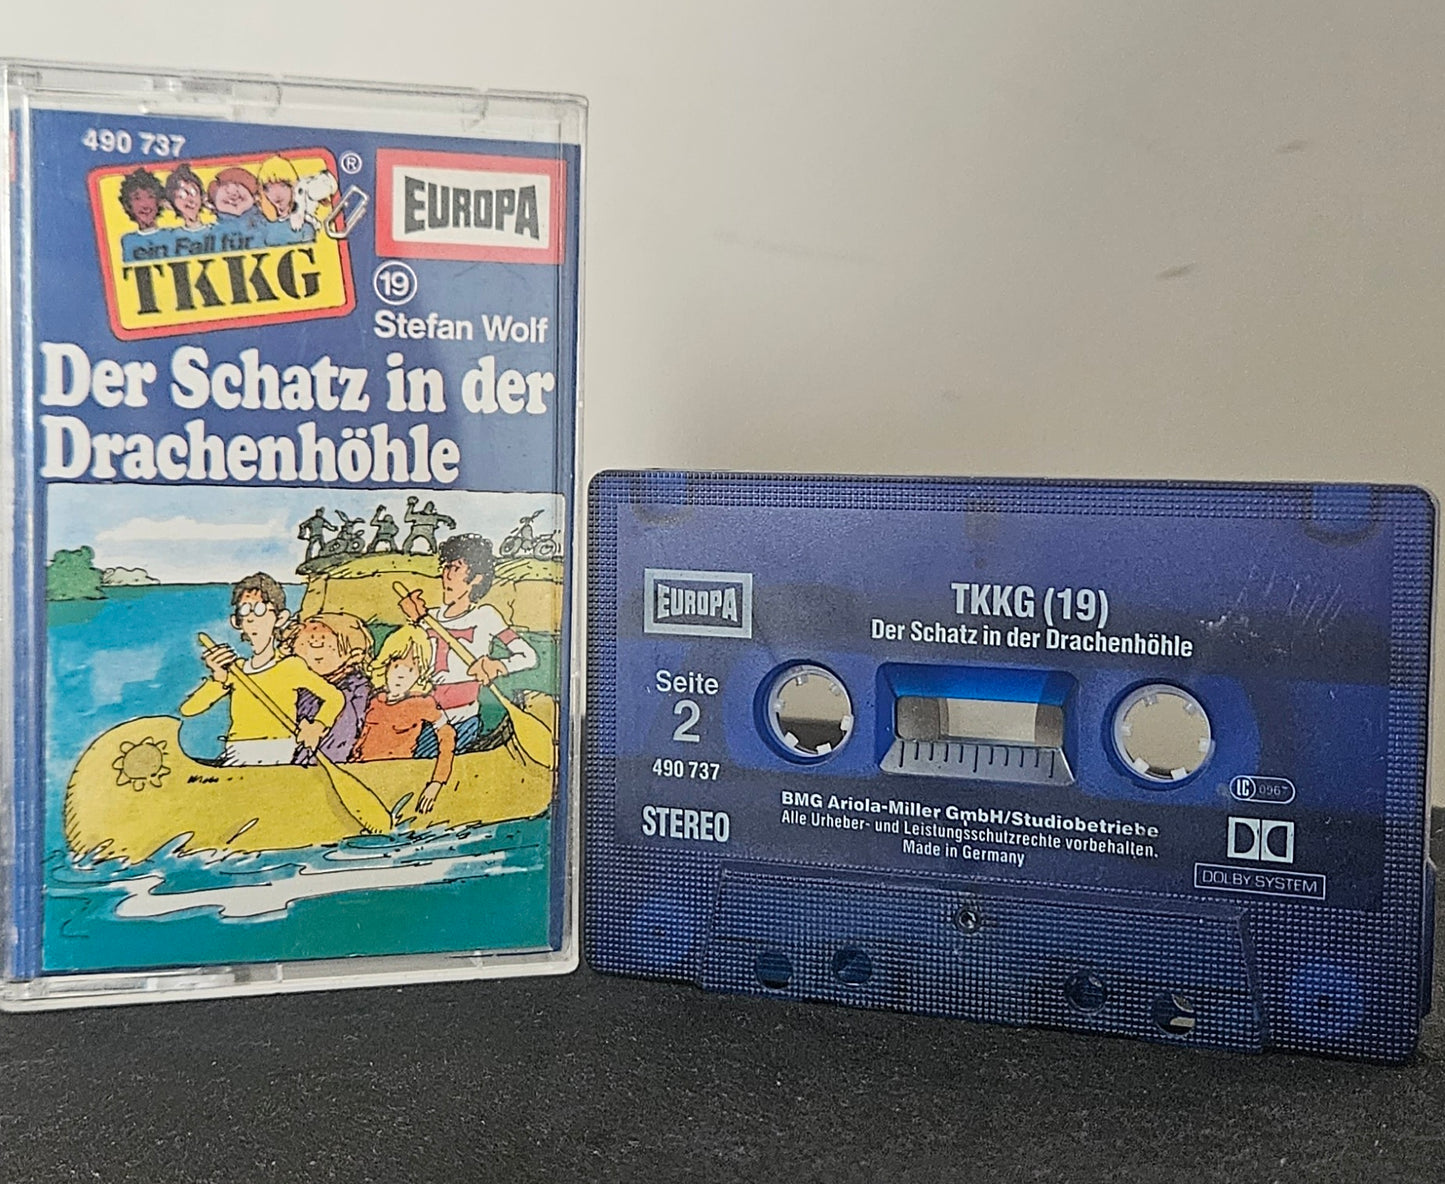 490 737
®
EUROPA
ein Fall für
TKKG
19
Stefan Wolf
Der Schatz in der
Drachenhöhle
EUROPA
TKKG (19)
Der Schatz in der Drachenhöhle
Seite
2
490 737
STEREO
BMG Ariola-Miller GmbH/Studiobetriebe
Alle Urheber- und Leistungsschutzrechte vorbehalten.
Made in Germany
IC
DOLBY SYSTEM